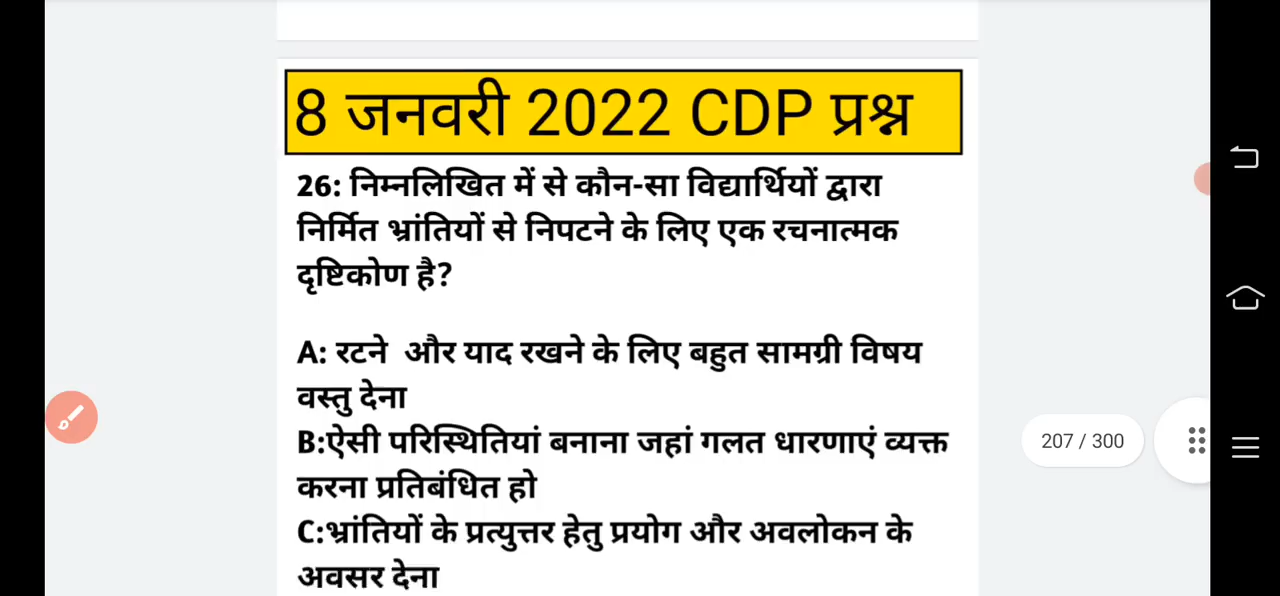 8 जनवरी 2022 CDP प्रश्न
26: निम्नलिखित में से कौन-सा विद्यार्थियों द्वारा
निर्मित भ्रांतियों से निपटने के लिए एक रचनात्मक
दृष्टिकोण है?
A: रटने और याद रखने के लिए बहुत सामग्री विषय
वस्तु देना
B:ऐसी परिस्थितियां बनाना जहां गलत धारणाएं व्यक्त
करना प्रतिबंधित हो
C:भ्रांतियों के प्रत्युत्तर हेतु प्रयोग और अवलोकन के
अवसर देना
207 / 300